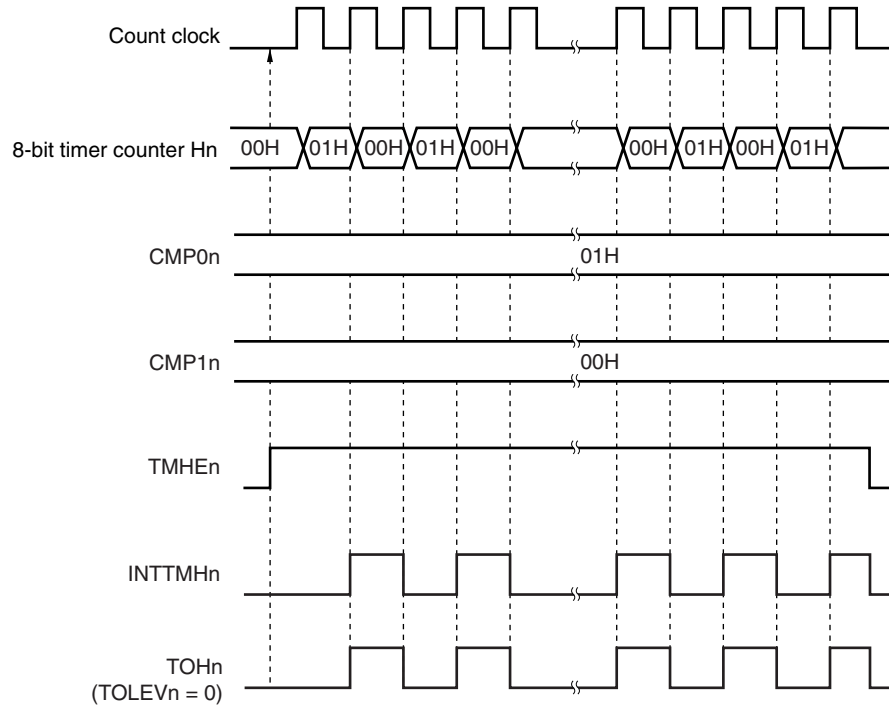 Count clock
8-bit timer counter Hn 00H 01H 00H 01H 00H 00H 01H 00H 01H
CMP0n 01H
CMP1n 00H
TMHEn
INTTMHn
TOHn
(TOLEVn = 0)